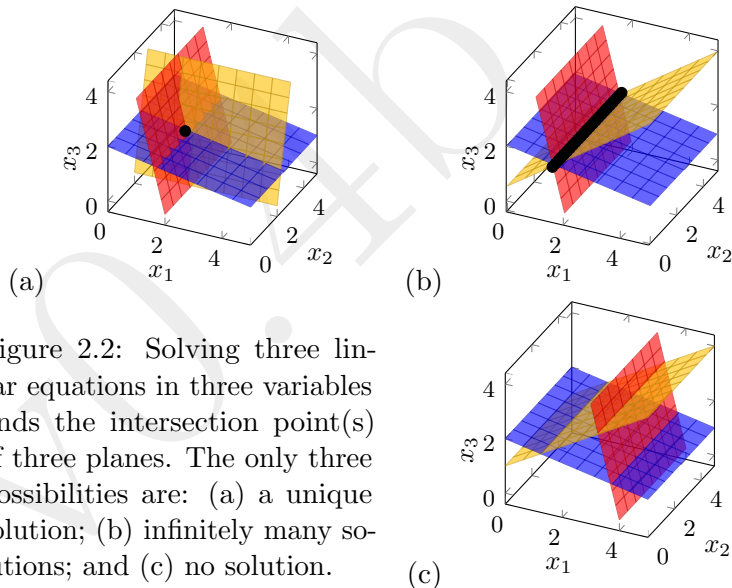 4
2
0
x₃
0
2
4
x₁
0
2
4
x₂
(a)
4
2
0
x₃
0
2
4
x₁
0
2
4
x₂
(b)
igure 2.2: Solving three lin-
ar equations in three variables
nds the intersection point(s)
f three planes. The only three
ossibilities are: (a) a unique
olution; (b) infinitely many so-
utions; and (c) no solution.
4
2
0
x₃
0
2
4
x₁
0
2
4
x₂
(c)
v0.4b